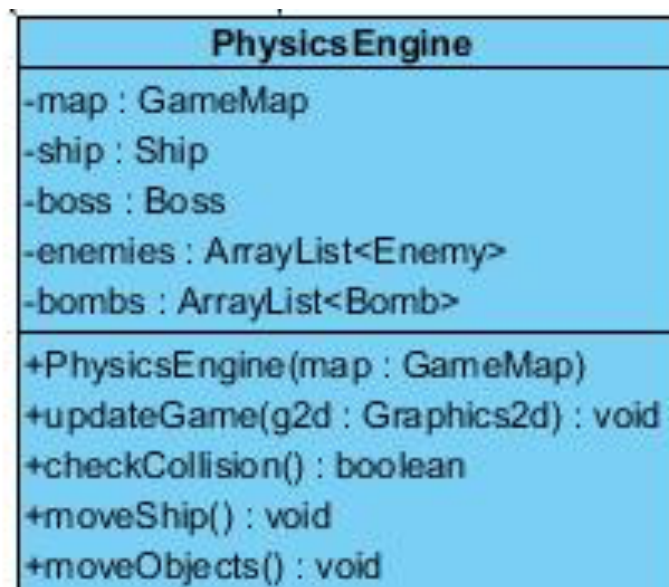 PhysicsEngine
-map : GameMap
-ship : Ship
-boss : Boss
-enemies : ArrayList<Enemy>
-bombs : ArrayList<Bomb>
+PhysicsEngine(map : GameMap)
+updateGame(g2d : Graphics2d) : void
+checkCollision() : boolean
+moveShip() : void
+moveObjects() : void